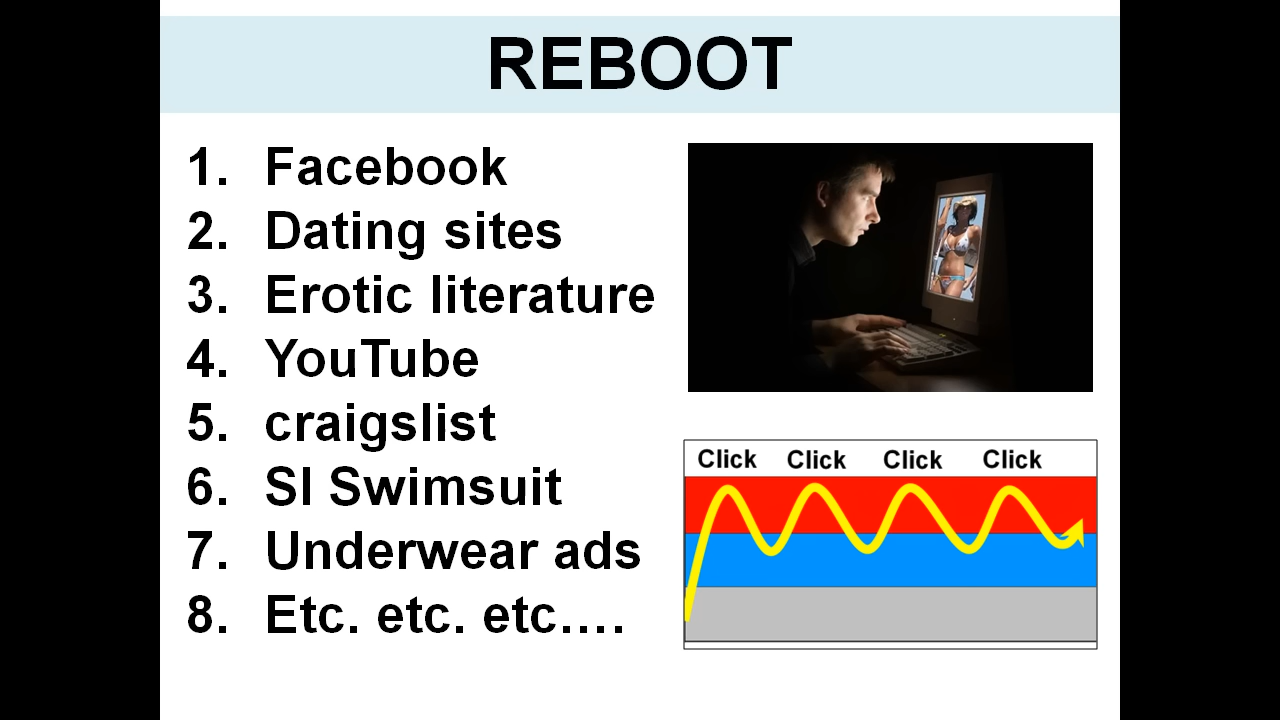 REBOOT
1. Facebook
2. Dating sites
3. Erotic literature
4. YouTube
5. craigslist
6. SI Swimsuit
7. Underwear ads
8. Etc. etc. etc….
Click Click Click Click